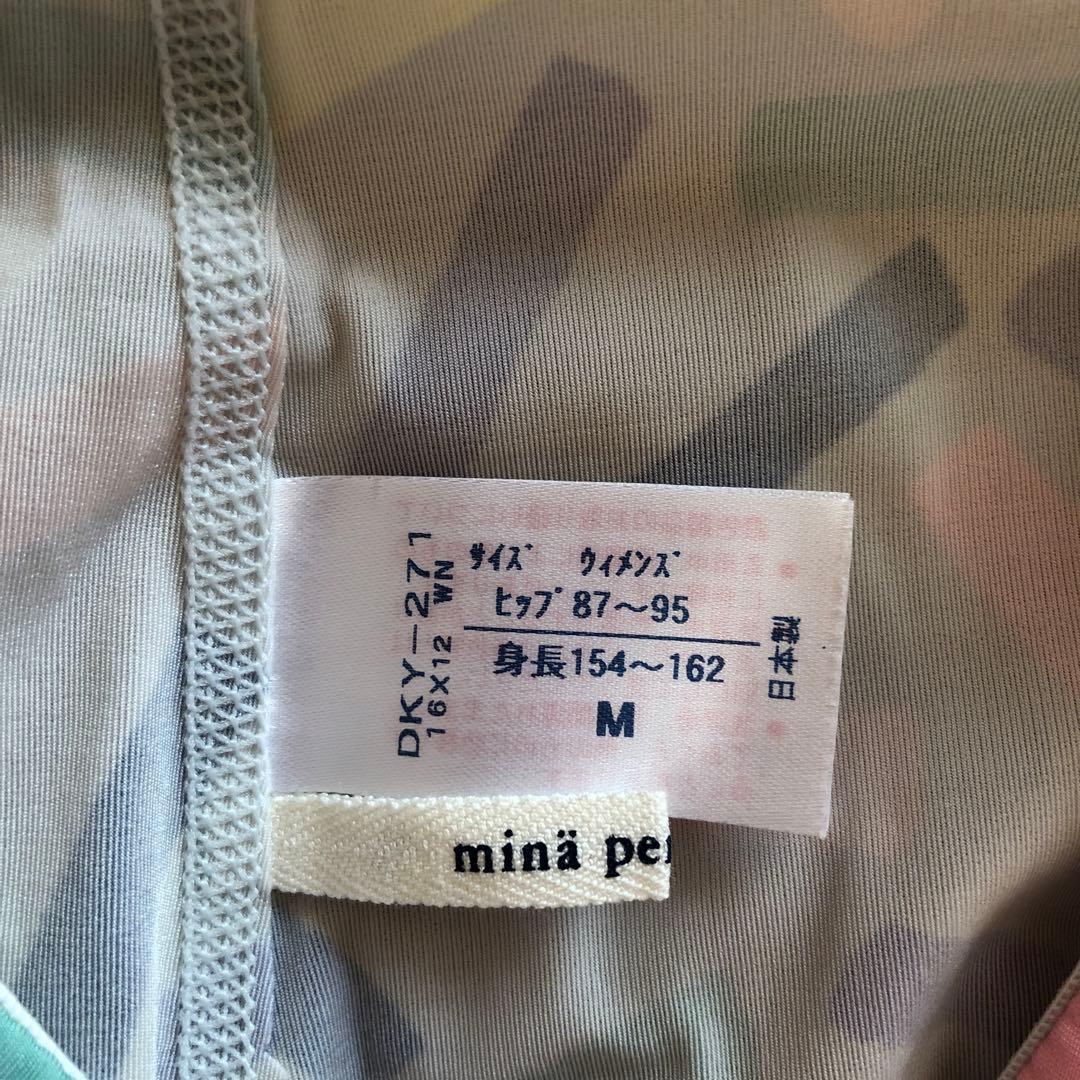 サイズ ウィメンズ
ヒップ 87～95
身長154～162
M
DKY－271
16X12 WN
日本製
minä per